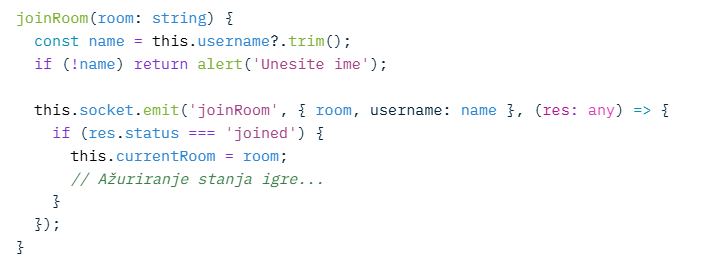 joinRoom(room: string) {
  const name = this.username?.trim();
  if (!name) return alert('Unesite ime');

  this.socket.emit('joinRoom', { room, username: name }, (res: any) => {
    if (res.status === 'joined') {
      this.currentRoom = room;
      // Ažuriranje stanja igre...
    }
  });
}